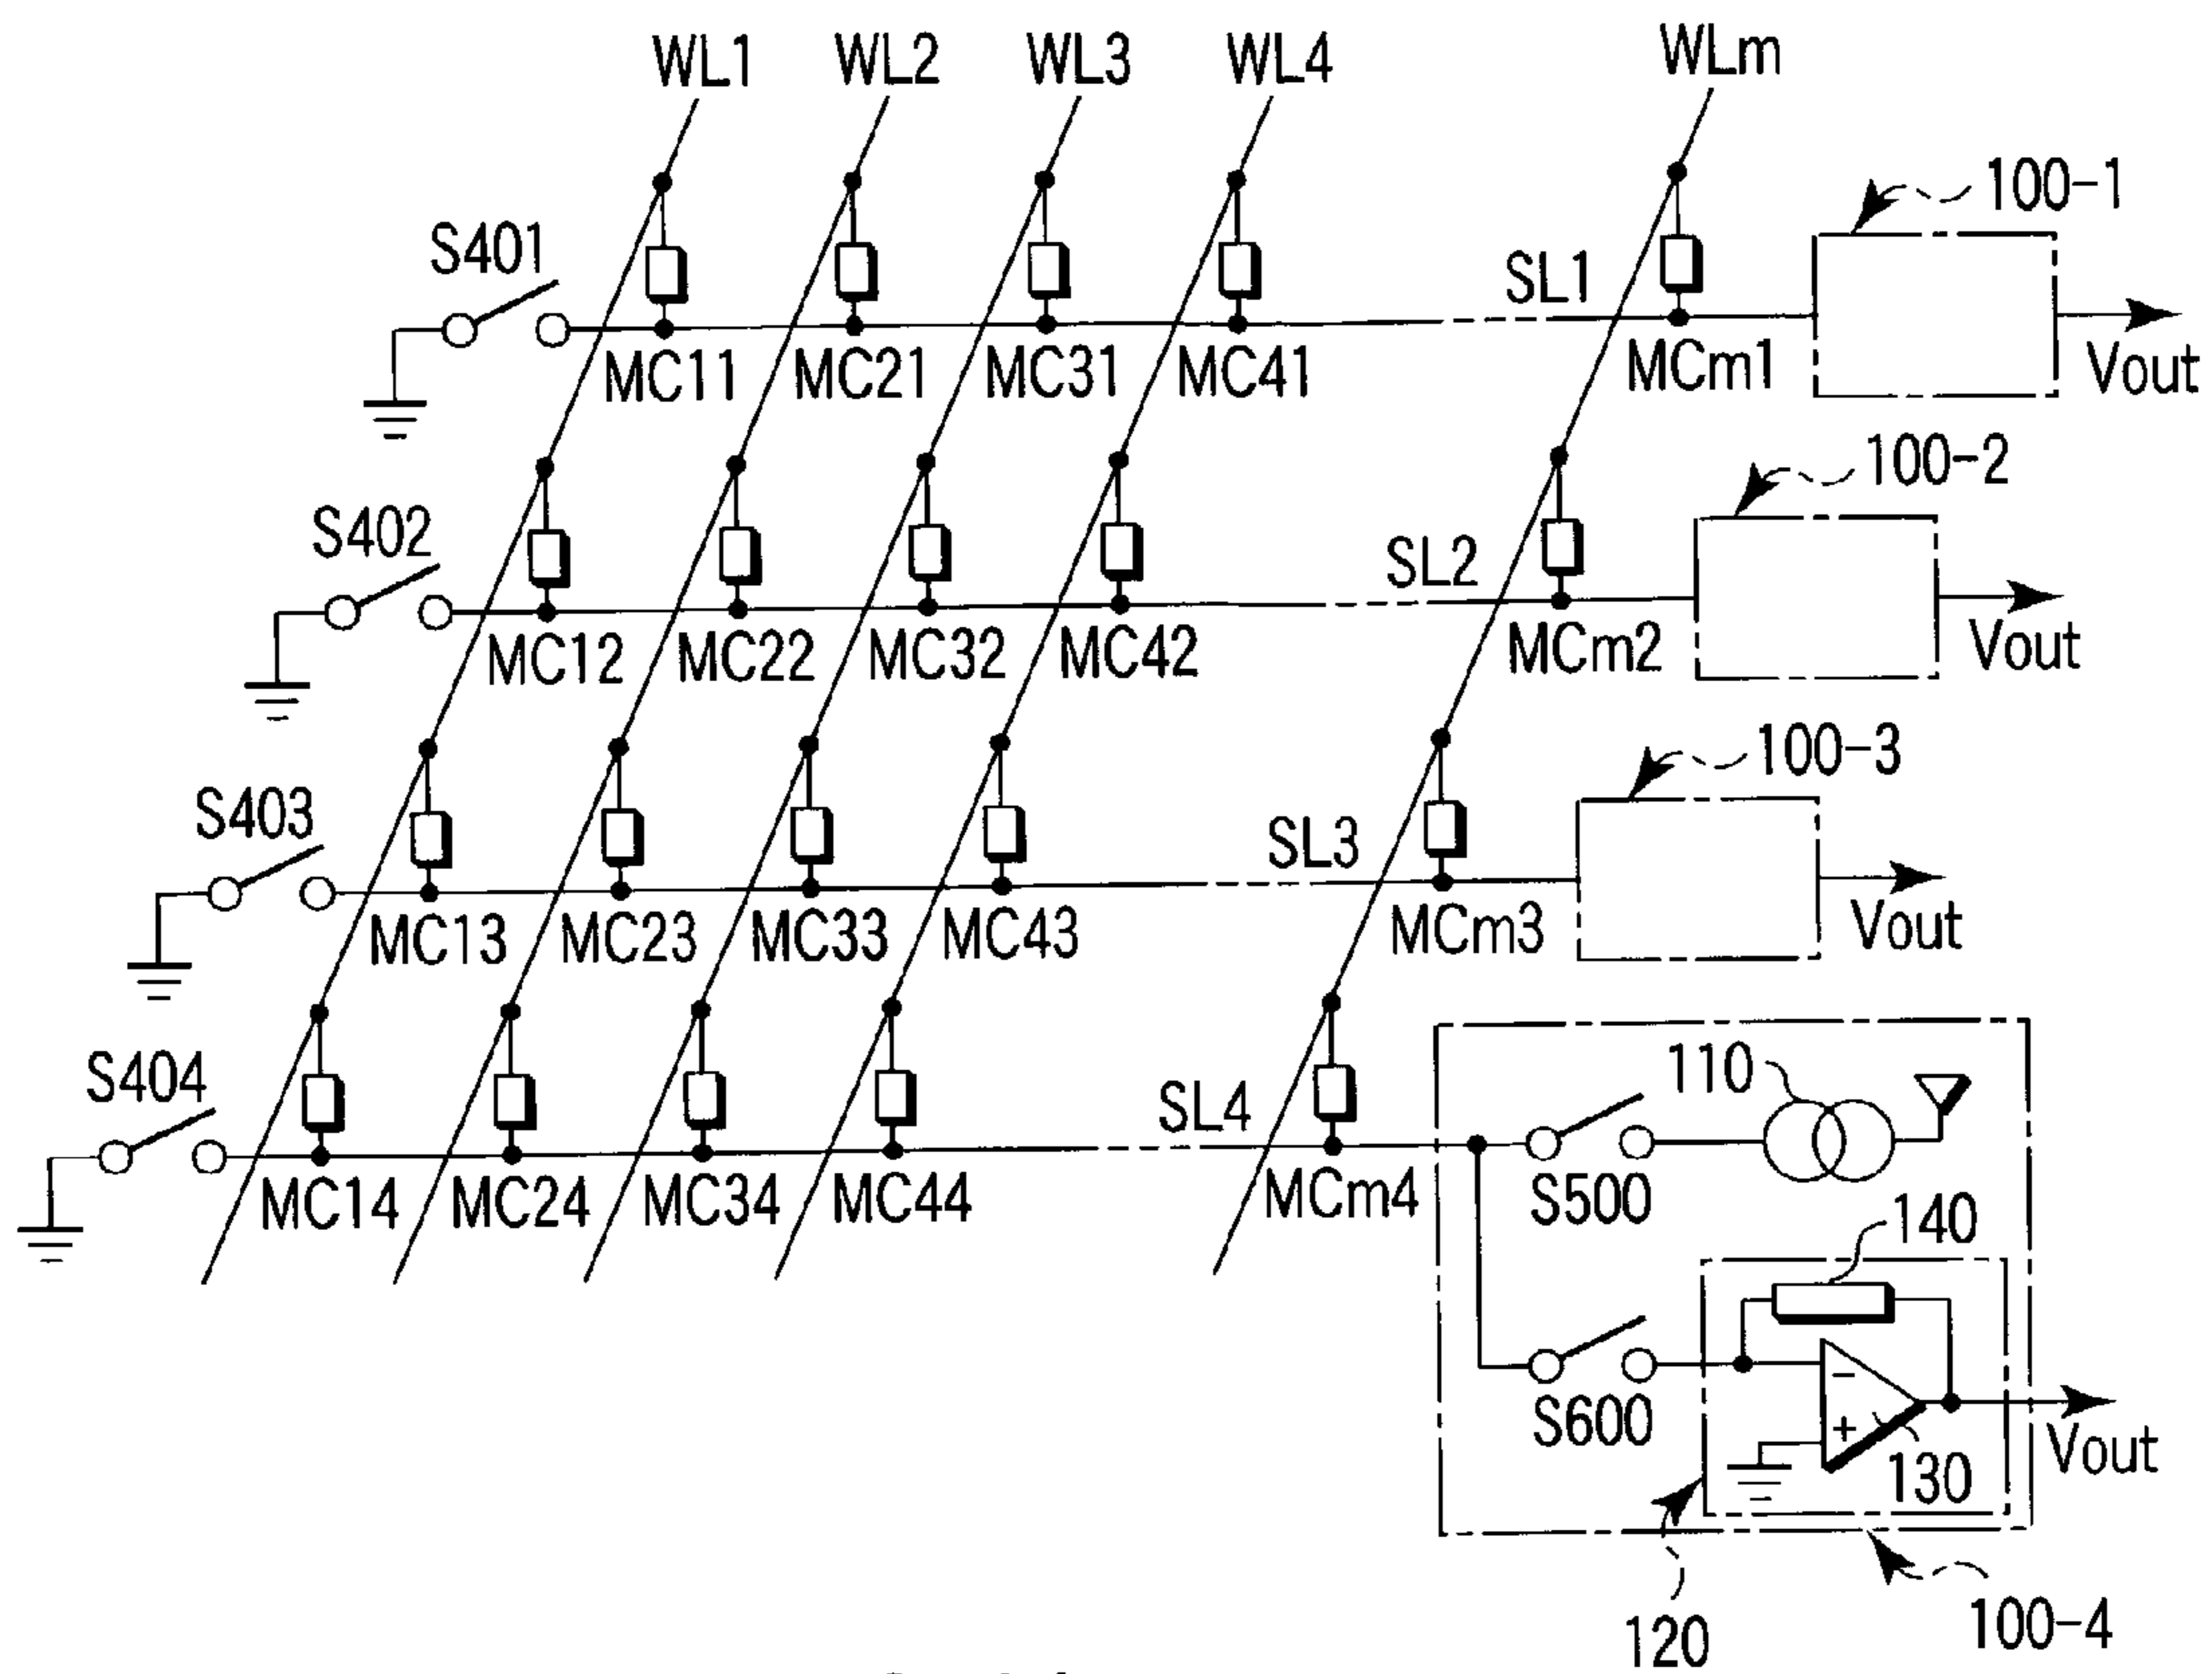 WL1 WL2 WL3 WL4 WLm
100-1
S401 SL1
MC11 MC21 MC31 MC41 MCm1 Vout
100-2
S402 SL2
MC12 MC22 MC32 MC42 MCm2 Vout
100-3
S403 SL3
MC13 MC23 MC33 MC43 MCm3 Vout
S404 SL4 110
MC14 MC24 MC34 MC44 MCm4 S500
140
−
S600 + Vout
130
120 100-4